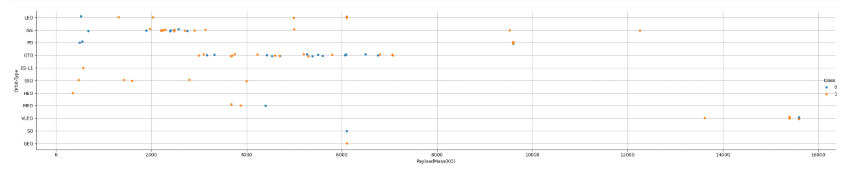 LEO
ISS
PO
GTO
ES-L1
SSO
HEO
MEO
VLEO
SO
GEO
Orbit-Type
0
2000
4000
6000
8000
10000
12000
14000
16000
PayloadMass(KG)
Class
0
1